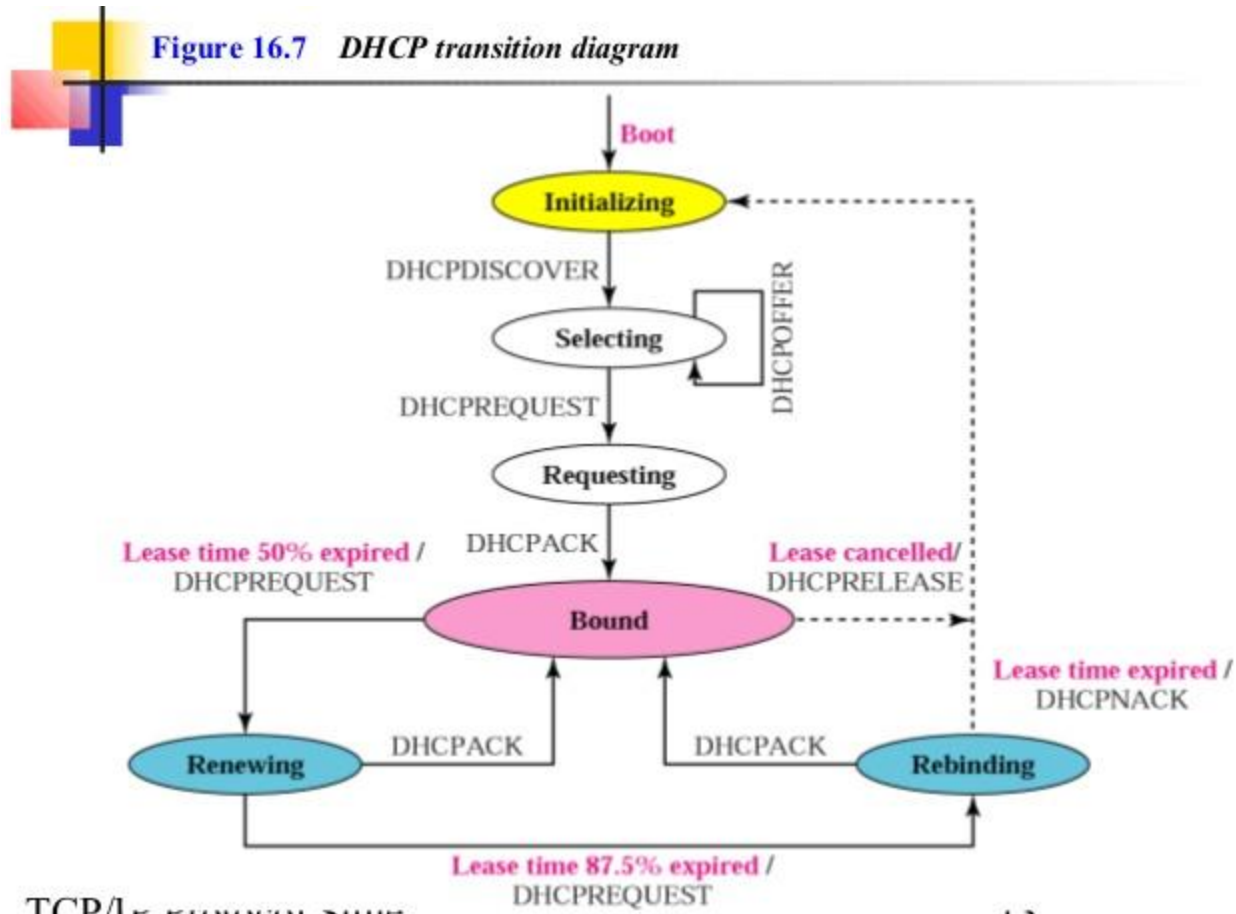 Figure 16.7 DHCP transition diagram
Boot
Initializing
DHCPDISCOVER
Selecting
DHCPOFFER
DHCPREQUEST
Requesting
DHCPACK
Lease time 50% expired /
DHCPREQUEST
Lease cancelled/
DHCPRELEASE
Bound
Lease time expired /
DHCPNACK
Renewing
DHCPACK
DHCPACK
Rebinding
Lease time 87.5% expired /
DHCPREQUEST